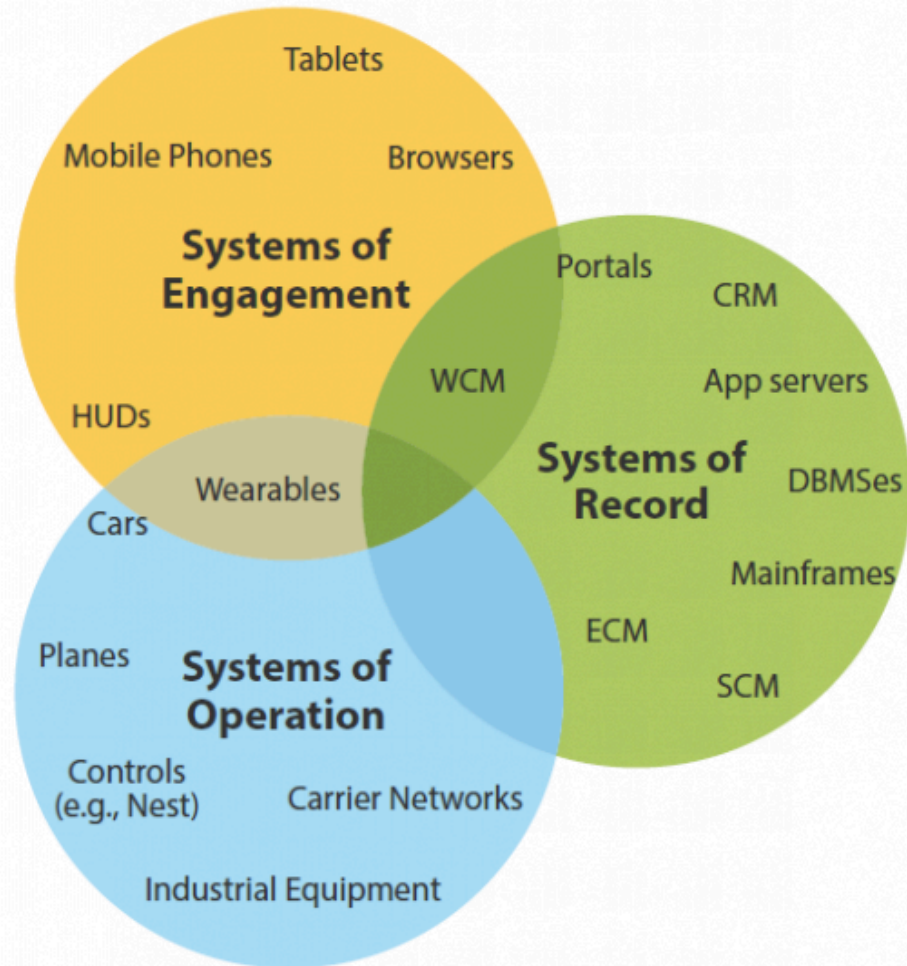 Tablets
Mobile Phones
Browsers
Systems of
Engagement
HUDs
WCM
Wearables
Portals
CRM
App servers
Systems of
Record
DBMSes
Mainframes
ECM
SCM
Cars
Planes
Systems of
Operation
Controls
(e.g., Nest)
Carrier Networks
Industrial Equipment